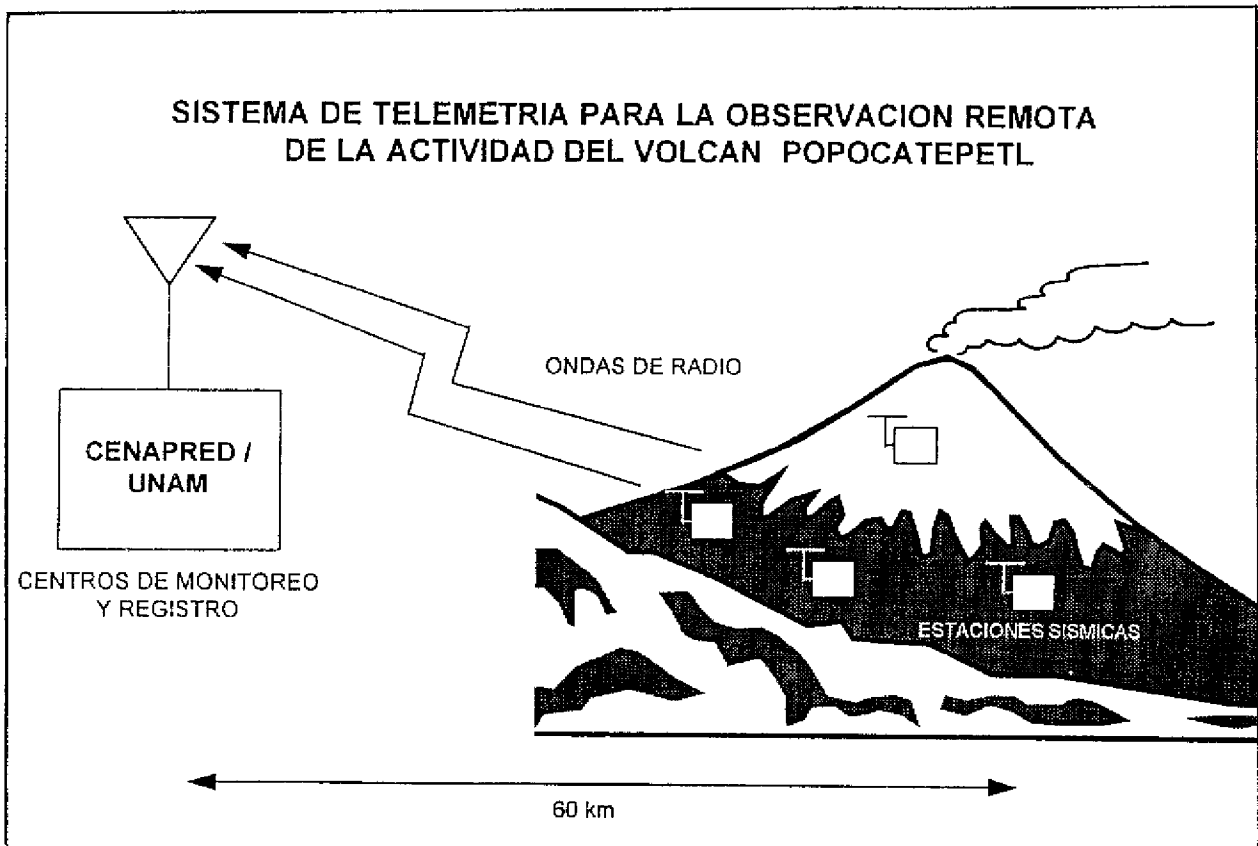 SISTEMA DE TELEMETRIA PARA LA OBSERVACION REMOTA
DE LA ACTIVIDAD DEL VOLCAN POPOCATEPETL
ONDAS DE RADIO
CENAPRED /
UNAM
CENTROS DE MONITOREO
Y REGISTRO
ESTACIONES SISMICAS
60 km